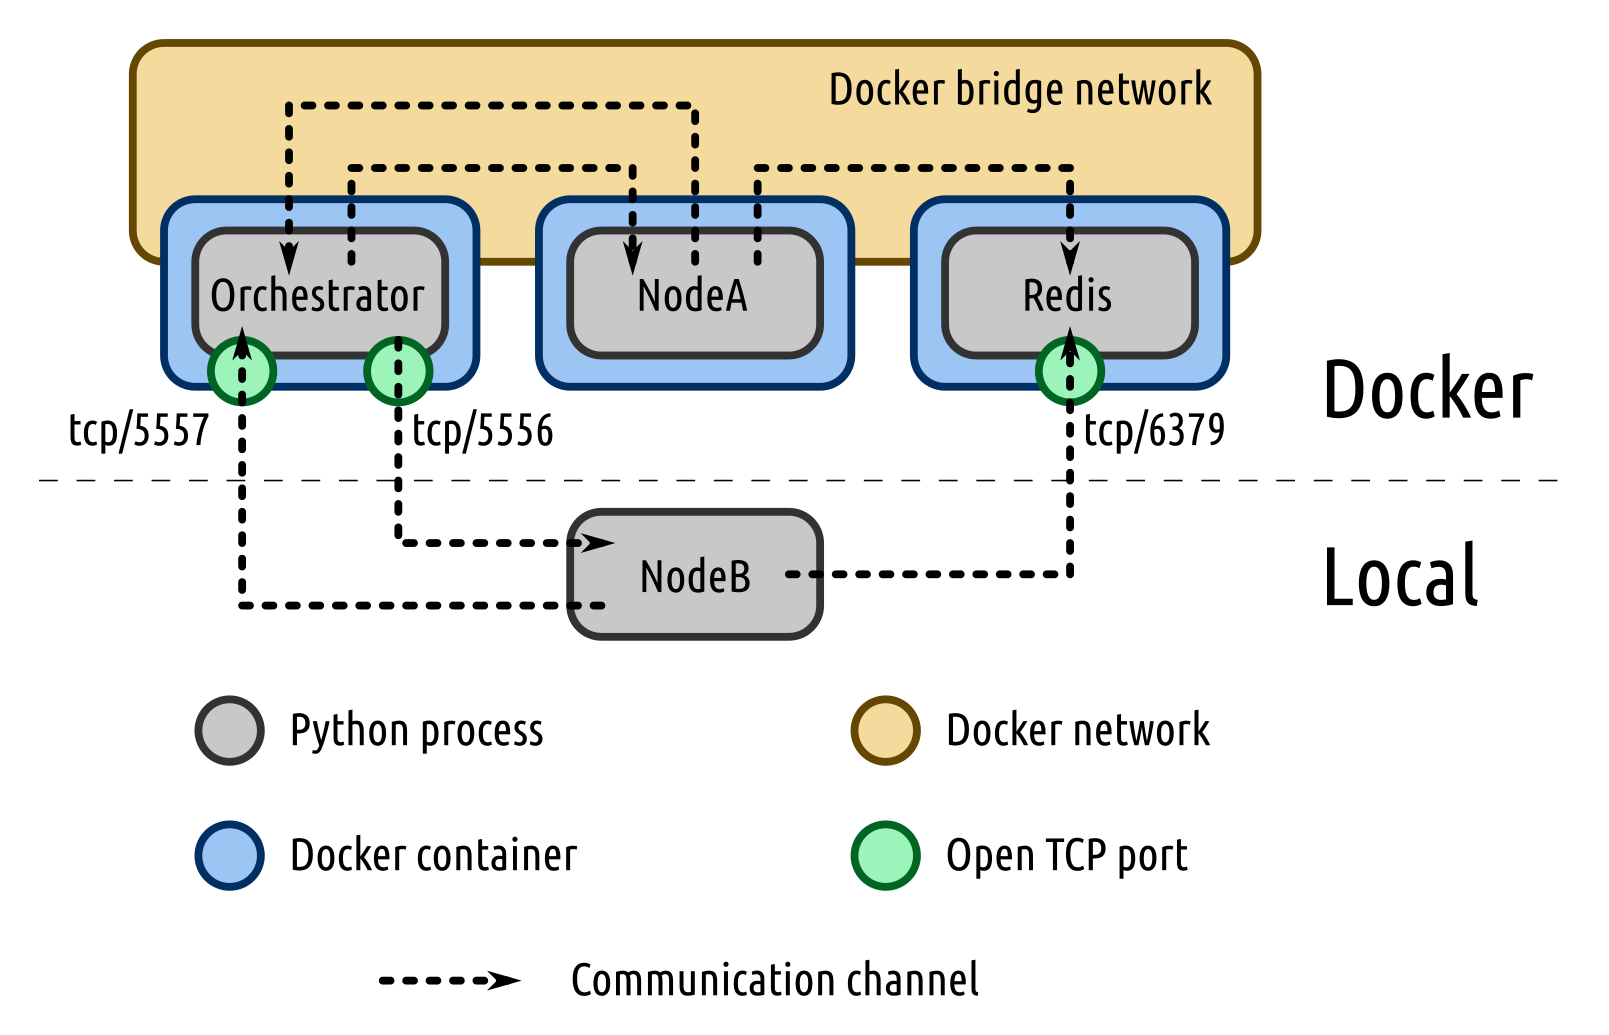 Docker bridge network
Orchestrator
NodeA
Redis
Docker
tcp/5557
tcp/5556
tcp/6379
NodeB
Local
Python process
Docker network
Docker container
Open TCP port
Communication channel